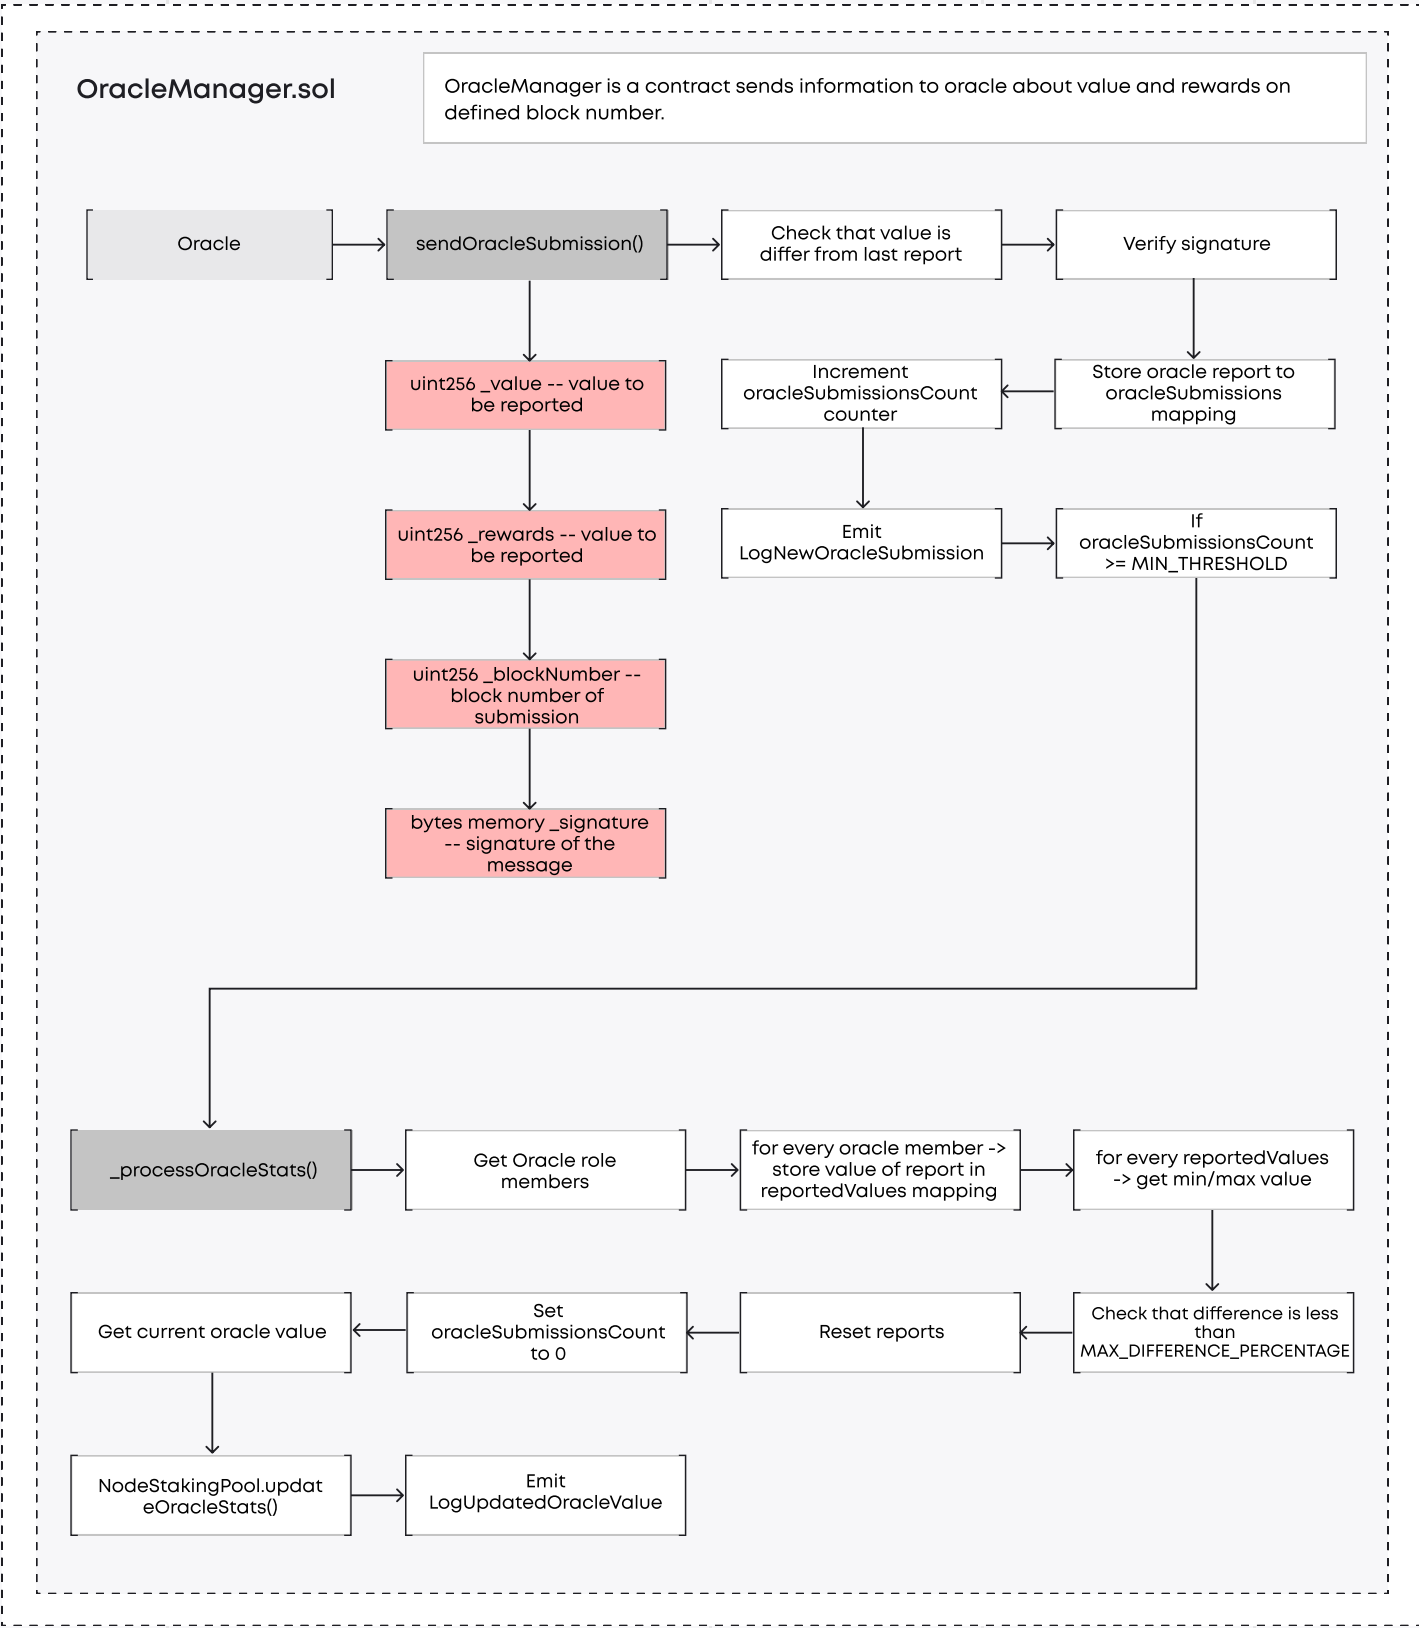 OracleManager.sol
OracleManager is a contract sends information to oracle about value and rewards on
defined block number.
Oracle
sendOracleSubmission()
Check that value is
differ from last report
Verify signature
uint256 _value -- value to
be reported
Increment
oracleSubmissionsCount
counter
Store oracle report to
oracleSubmissions
mapping
uint256 _rewards -- value to
be reported
Emit
LogNewOracleSubmission
If
oracleSubmissionsCount
>= MIN_THRESHOLD
uint256 _blockNumber --
block number of
submission
bytes memory _signature
-- signature of the
message
_processOracleStats()
Get Oracle role
members
for every oracle member ->
store value of report in
reportedValues mapping
for every reportedValues
-> get min/max value
Get current oracle value
Set
oracleSubmissionsCount
to 0
Reset reports
Check that difference is less
than
MAX_DIFFERENCE_PERCENTAGE
NodeStakingPool.updat
eOracleStats()
Emit
LogUpdatedOracleValue